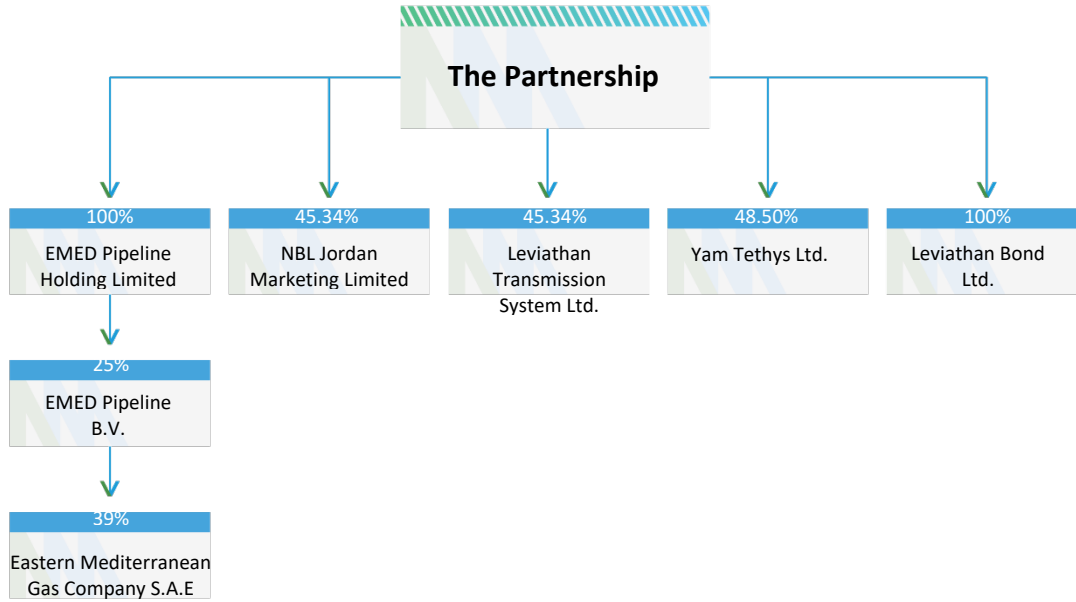 The Partnership
100%
EMED Pipeline
Holding Limited
45.34%
NBL Jordan
Marketing Limited
45.34%
Leviathan
Transmission
System Ltd.
48.50%
Yam Tethys Ltd.
100%
Leviathan Bond
Ltd.
25%
EMED Pipeline
B.V.
39%
Eastern Mediterranean
Gas Company S.A.E